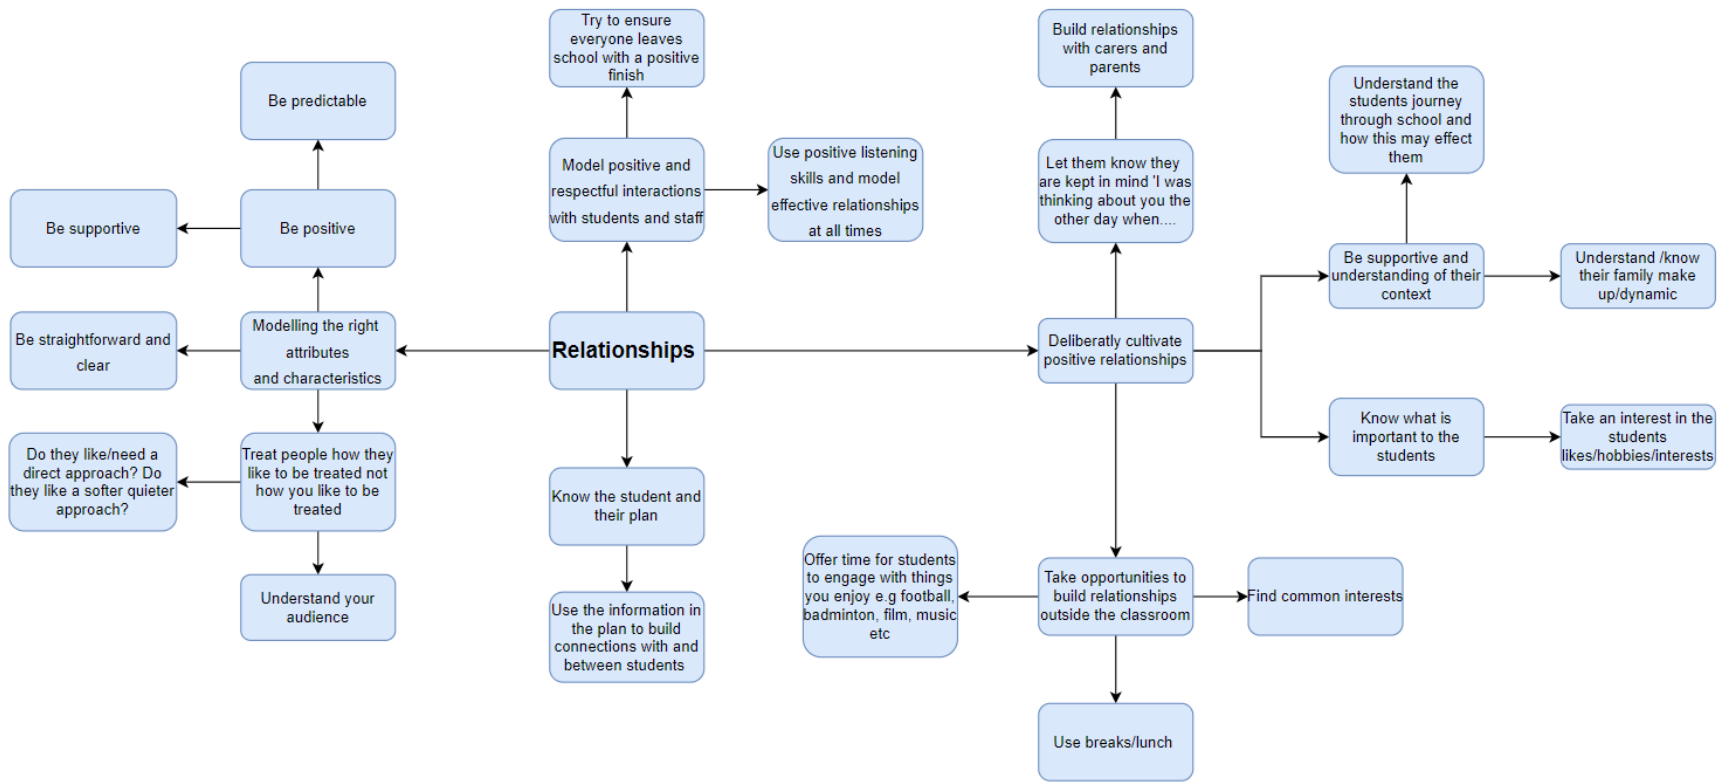 Try to ensure
everyone leaves
school with a positive
finish
Build relationships
with carers and
parents
Be predictable
Understand the
students journey
through school and
how this may effect
them
Model positive and
respectful interactions
with students and staff
Use positive listening
skills and model
effective relationships
at all times
Let them know they
are kept in mind 'I was
thinking about you the
other day when....
Be supportive
Be positive
Be supportive and
understanding of their
context
Understand /know
their family make
up/dynamic
Be straightforward and
clear
Modelling the right
attributes
and characteristics
Relationships
Deliberatly cultivate
positive relationships
Know what is
important to the
students
Take an interest in the
students
likes/hobbies/interests
Do they like/need a
direct approach? Do
they like a softer quieter
approach?
Treat people how they
like to be treated not
how you like to be
treated
Know the student and
their plan
Offer time for students
to engage with things
you enjoy e.g football,
badminton, film, music
etc
Take opportunities to
build relationships
outside the classroom
Find common interests
Understand your
audience
Use the information in
the plan to build
connections with and
between students
Use breaks/lunch